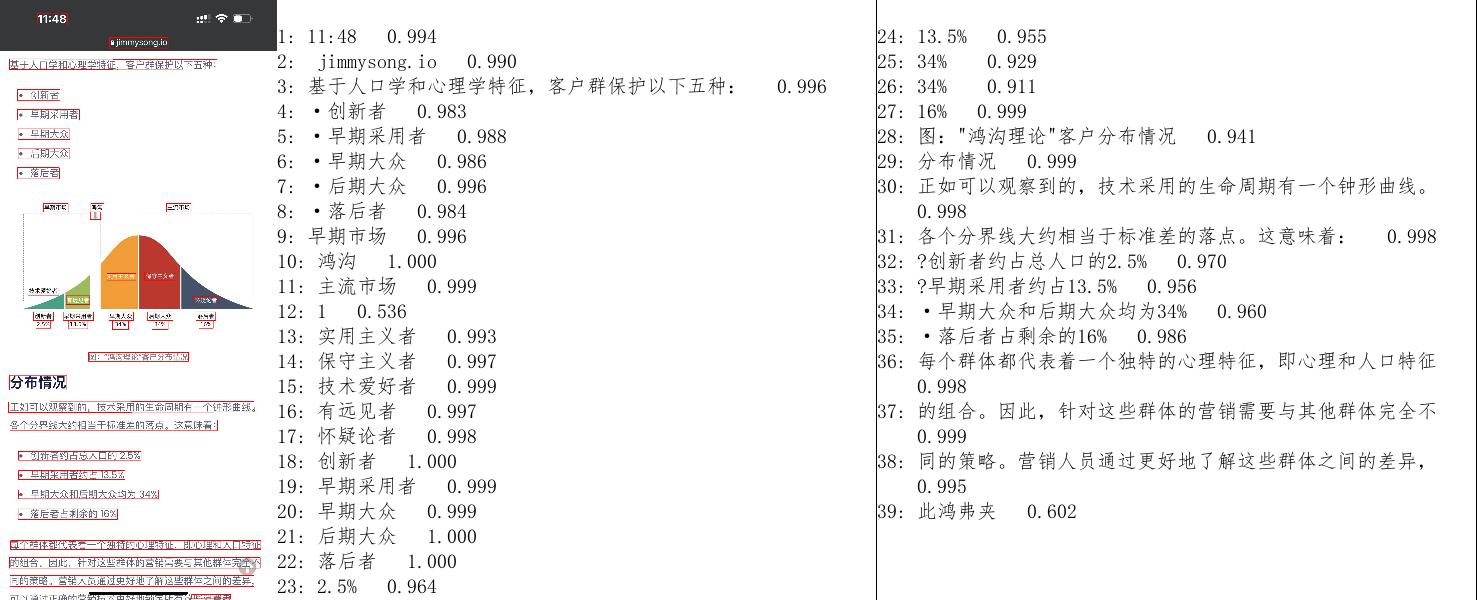 11:48
jimmysong.io
基于人口学和心理学特征，客户群保护以下五种：
• 创新者
• 早期采用者
• 早期大众
• 后期大众
• 落后者
早期市场 鸿沟 主流市场
实用主义者 保守主义者
技术爱好者 有远见者 怀疑论者
创新者 早期采用者 早期大众 后期大众 落后者
2.5% 13.5% 34% 34% 16%
图："鸿沟理论"客户分布情况
分布情况
正如可以观察到的，技术采用的生命周期有一个钟形曲线。
各个分界线大约相当于标准差的落点。这意味着：
• 创新者约占总人口的 2.5%
• 早期采用者约占 13.5%
• 早期大众和后期大众均为 34%
• 落后者占剩余的 16%
每个群体都代表着一个独特的心理特征，即心理和人口特征
的组合。因此，针对这些群体的营销需要与其他群体完全不
同的策略。营销人员通过更好地了解这些群体之间的差异，
1: 11:48 0.994
2: jimmysong.io 0.990
3: 基于人口学和心理学特征，客户群保护以下五种： 0.996
4: •创新者 0.983
5: •早期采用者 0.988
6: •早期大众 0.986
7: •后期大众 0.996
8: •落后者 0.984
9: 早期市场 0.996
10: 鸿沟 1.000
11: 主流市场 0.999
12: 1 0.536
13: 实用主义者 0.993
14: 保守主义者 0.997
15: 技术爱好者 0.999
16: 有远见者 0.997
17: 怀疑论者 0.998
18: 创新者 1.000
19: 早期采用者 0.999
20: 早期大众 0.999
21: 后期大众 1.000
22: 落后者 1.000
23: 2.5% 0.964
24: 13.5% 0.955
25: 34% 0.929
26: 34% 0.911
27: 16% 0.999
28: 图："鸿沟理论"客户分布情况 0.941
29: 分布情况 0.999
30: 正如可以观察到的，技术采用的生命周期有一个钟形曲线。
0.998
31: 各个分界线大约相当于标准差的落点。这意味着： 0.998
32: ?创新者约占总人口的2.5% 0.970
33: ?早期采用者约占13.5% 0.956
34: •早期大众和后期大众均为34% 0.960
35: •落后者占剩余的16% 0.986
36: 每个群体都代表着一个独特的心理特征，即心理和人口特征
0.998
37: 的组合。因此，针对这些群体的营销需要与其他群体完全不
0.999
38: 同的策略。营销人员通过更好地了解这些群体之间的差异，
0.995
39: 此鸿弗夹 0.602